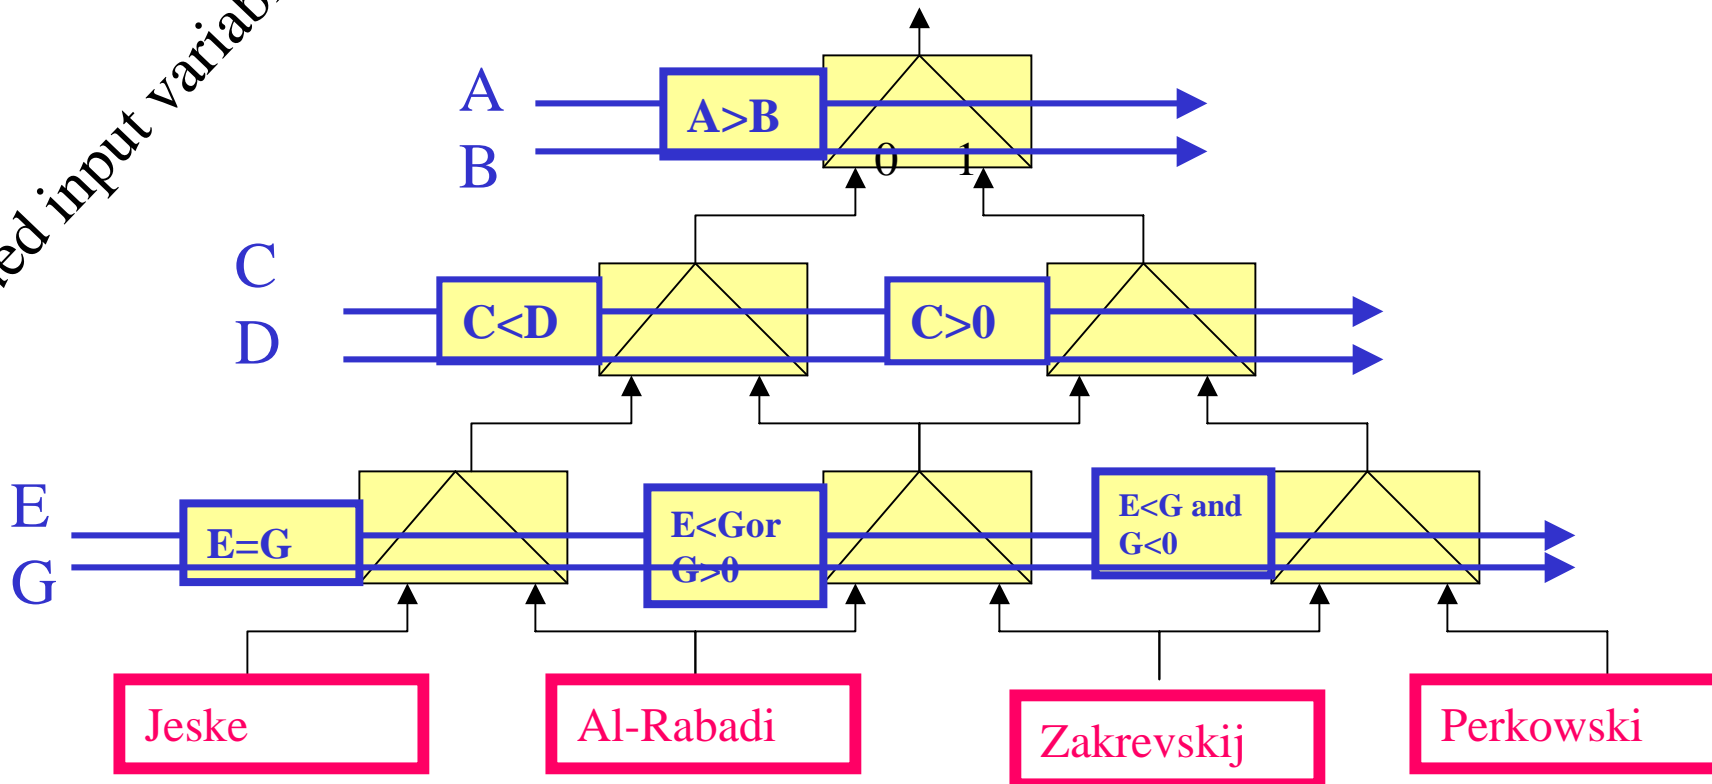 ed input variab
A
A>B
B
0 1
C
C<D
C>0
D
E
E=G
E<Gor
G>0
E<G and
G<0
G
Jeske
Al-Rabadi
Zakrevskij
Perkowski